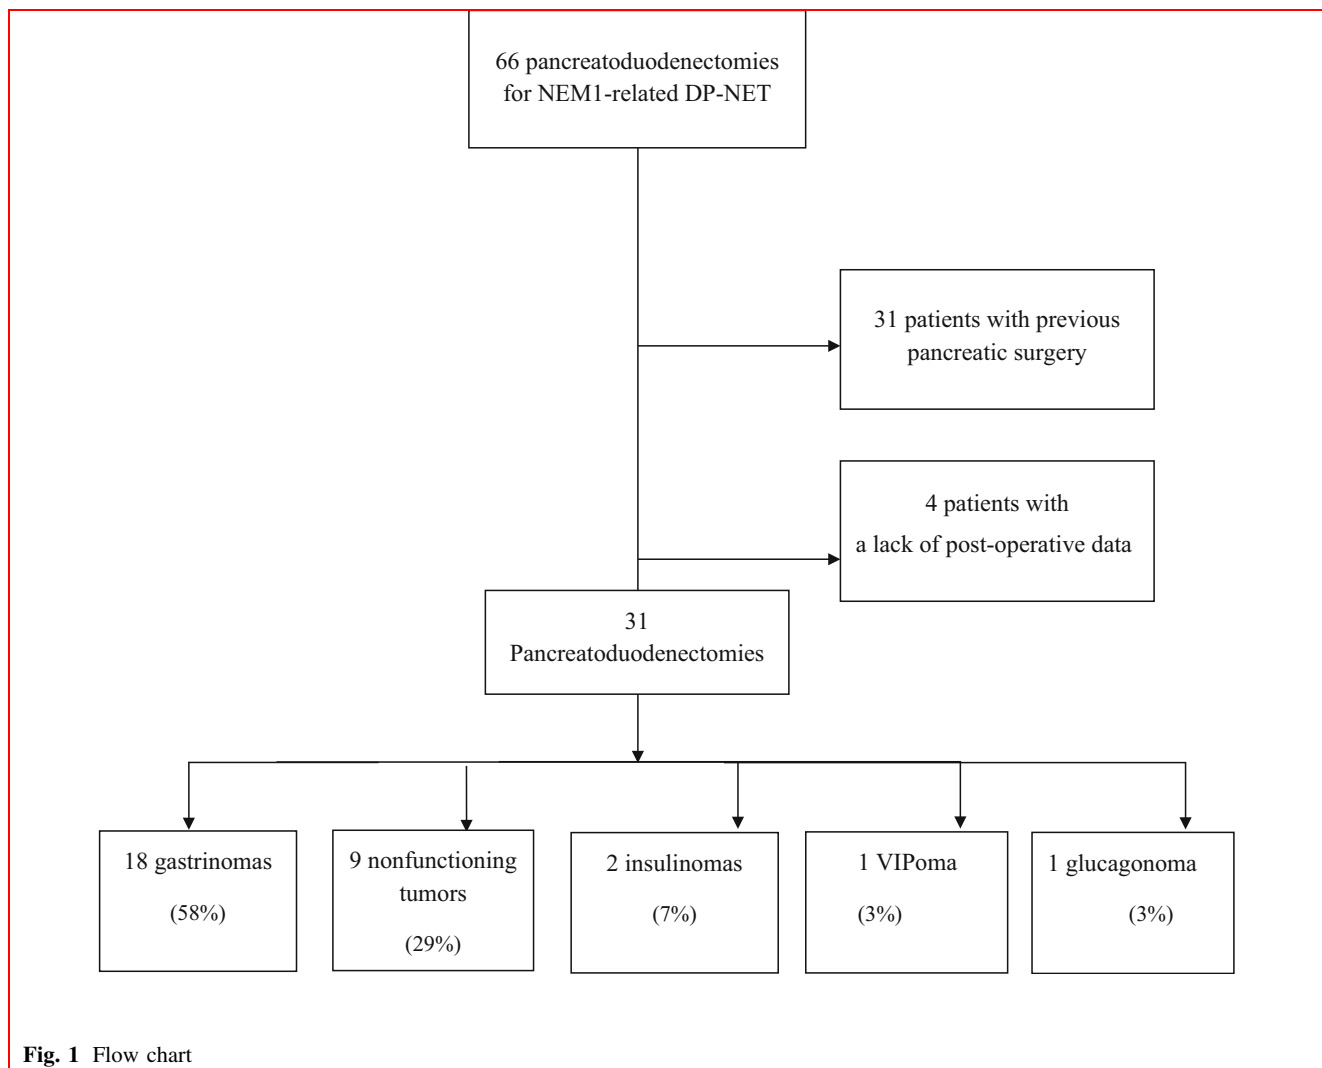 66 pancreatoduodenectomies
for NEM1-related DP-NET
31 patients with previous
pancreatic surgery
4 patients with
a lack of post-operative data
31
Pancreatoduodenectomies
18 gastrinomas
(58%)
9 nonfunctioning
tumors
(29%)
2 insulinomas
(7%)
1 VIPoma
(3%)
1 glucagonoma
(3%)
Fig. 1 Flow chart